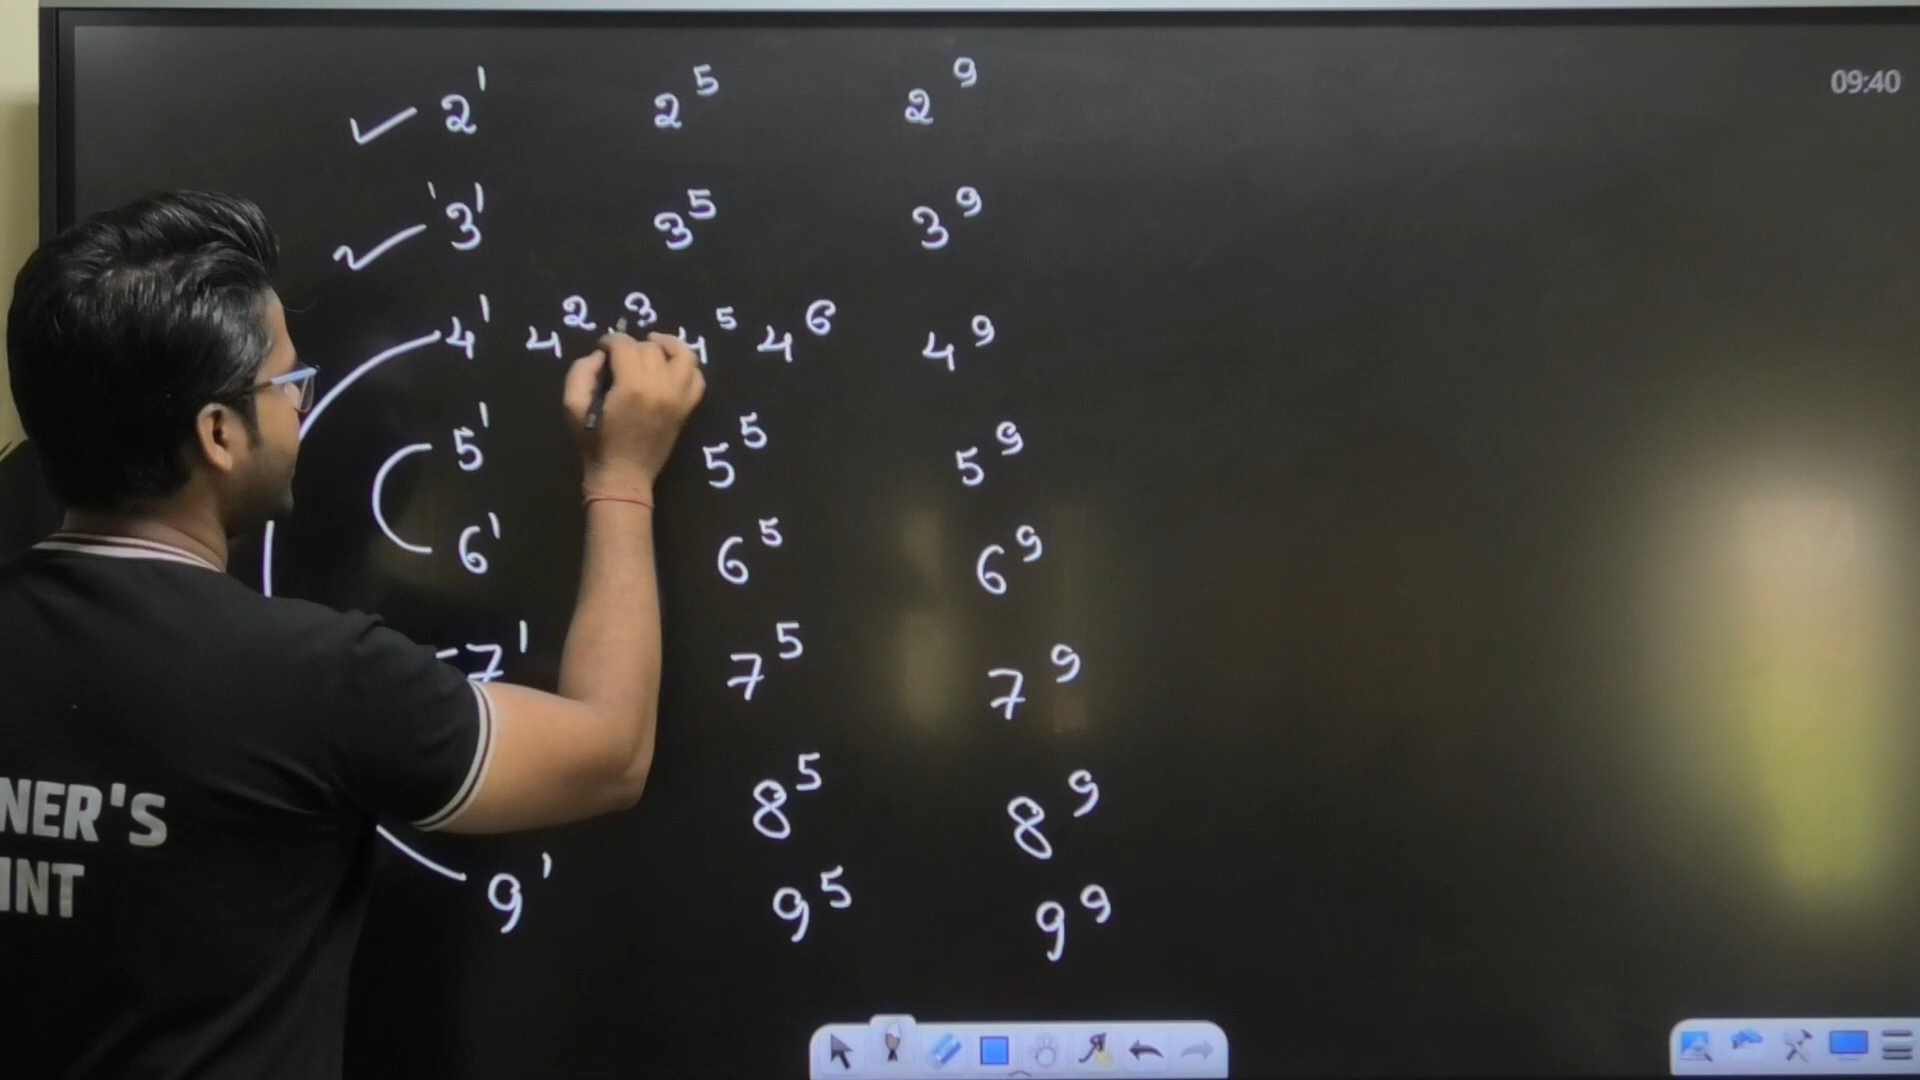 2¹ 2⁵ 2⁹
09:40
3¹ 3⁵ 3⁹
4¹ 4² ³ 4⁵ 4⁶ 4⁹
5¹ 5⁵ 5⁹
6¹ 6⁵ 6⁹
7¹ 7⁵ 7⁹
8⁵ 8⁹
9¹ 9⁵ 9⁹
NER'S
INT